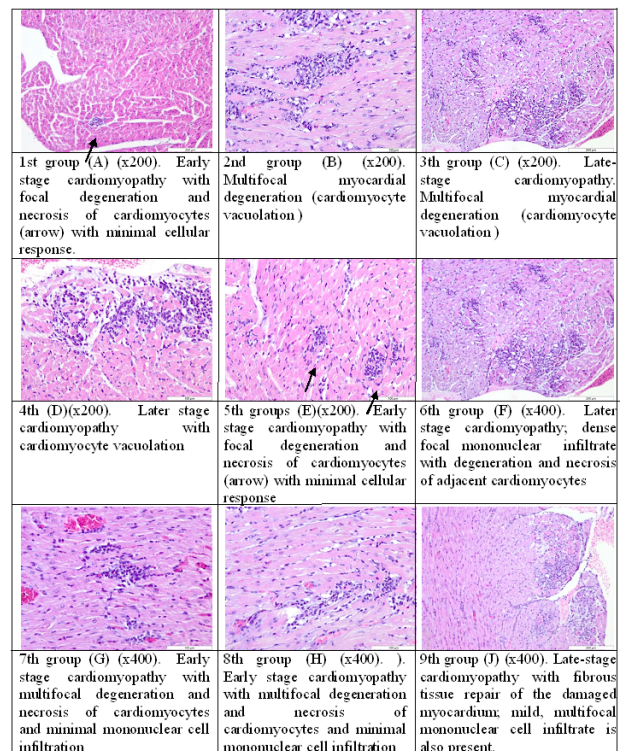 1st group (A) (x200). Early
stage cardiomyopathy with
focal degeneration and
necrosis of cardiomyocytes
(arrow) with minimal cellular
response.
2nd group (B) (x200).
Multifocal myocardial
degeneration (cardiomyocyte
vacuolation )
3th group (C) (x200). Late-
stage cardiomyopathy.
Multifocal myocardial
degeneration (cardiomyocyte
vacuolation )
4th (D)(x200). Later stage
cardiomyopathy with
cardiomyocyte vacuolation
5th groups (E)(x200). Early
stage cardiomyopathy with
focal degeneration and
necrosis of cardiomyocytes
(arrow) with minimal cellular
response
6th group (F) (x400). Later
stage cardiomyopathy; dense
focal mononuclear infiltrate
with degeneration and necrosis
of adjacent cardiomyocytes
7th group (G) (x400). Early
stage cardiomyopathy with
multifocal degeneration and
necrosis of cardiomyocytes
and minimal mononuclear cell
infiltration
8th group (H) (x400). ).
Early stage cardiomyopathy
with multifocal degeneration
and necrosis of
cardiomyocytes and minimal
mononuclear cell infiltration
9th group (J) (x400). Late-stage
cardiomyopathy with fibrous
tissue repair of the damaged
myocardium; mild, multifocal
mononuclear cell infiltrate is
also present.